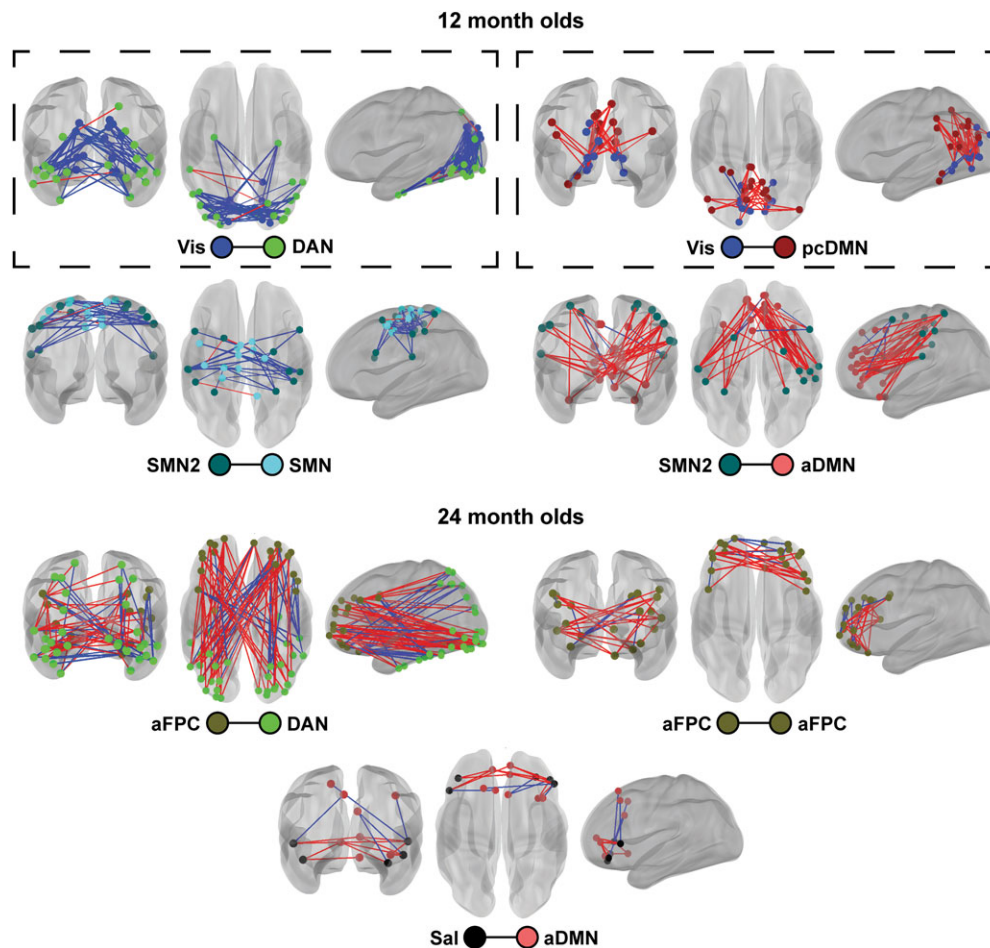 12 month olds
Vis DAN
Vis pcDMN
SMN2 SMN
SMN2 aDMN
24 month olds
aFPC DAN
aFPC aFPC
Sal aDMN